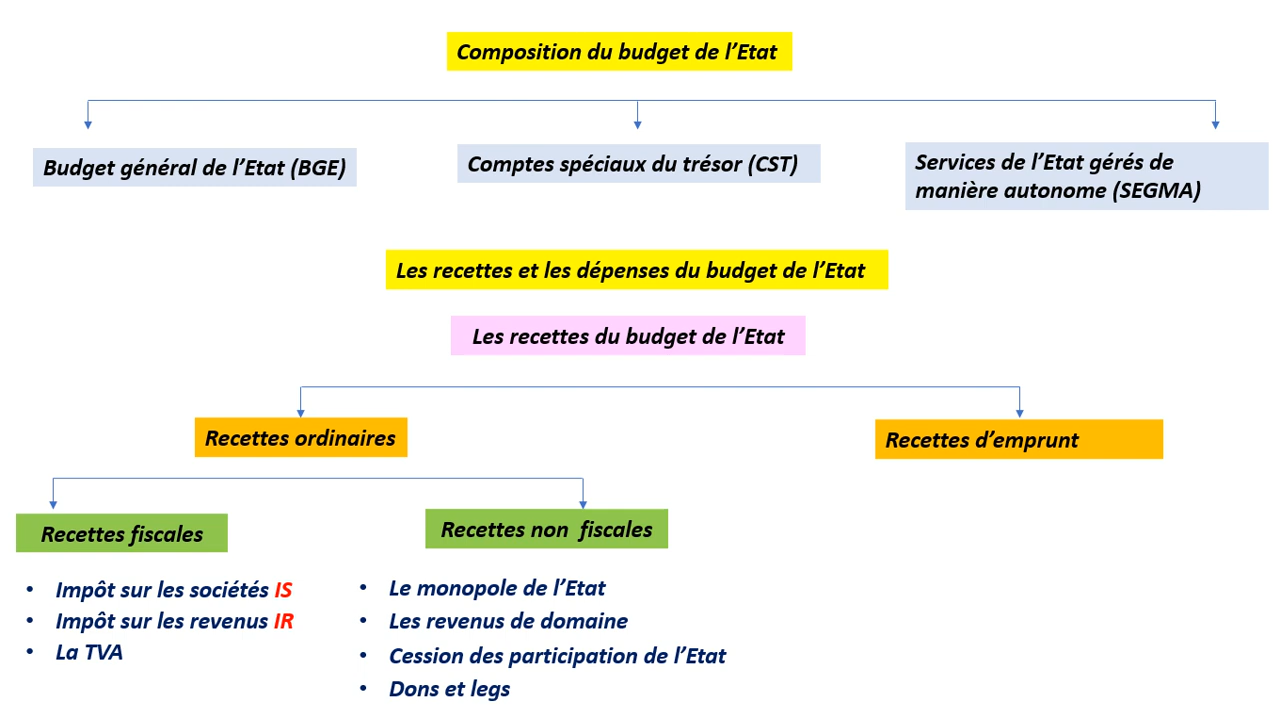 Composition du budget de l’Etat
Budget général de l’Etat (BGE)
Comptes spéciaux du trésor (CST)
Services de l’Etat gérés de
manière autonome (SEGMA)
Les recettes et les dépenses du budget de l’Etat
Les recettes du budget de l’Etat
Recettes ordinaires
Recettes d’emprunt
Recettes fiscales
Recettes non fiscales
• Impôt sur les sociétés IS
• Impôt sur les revenus IR
• La TVA
• Le monopole de l’Etat
• Les revenus de domaine
• Cession des participation de l’Etat
• Dons et legs